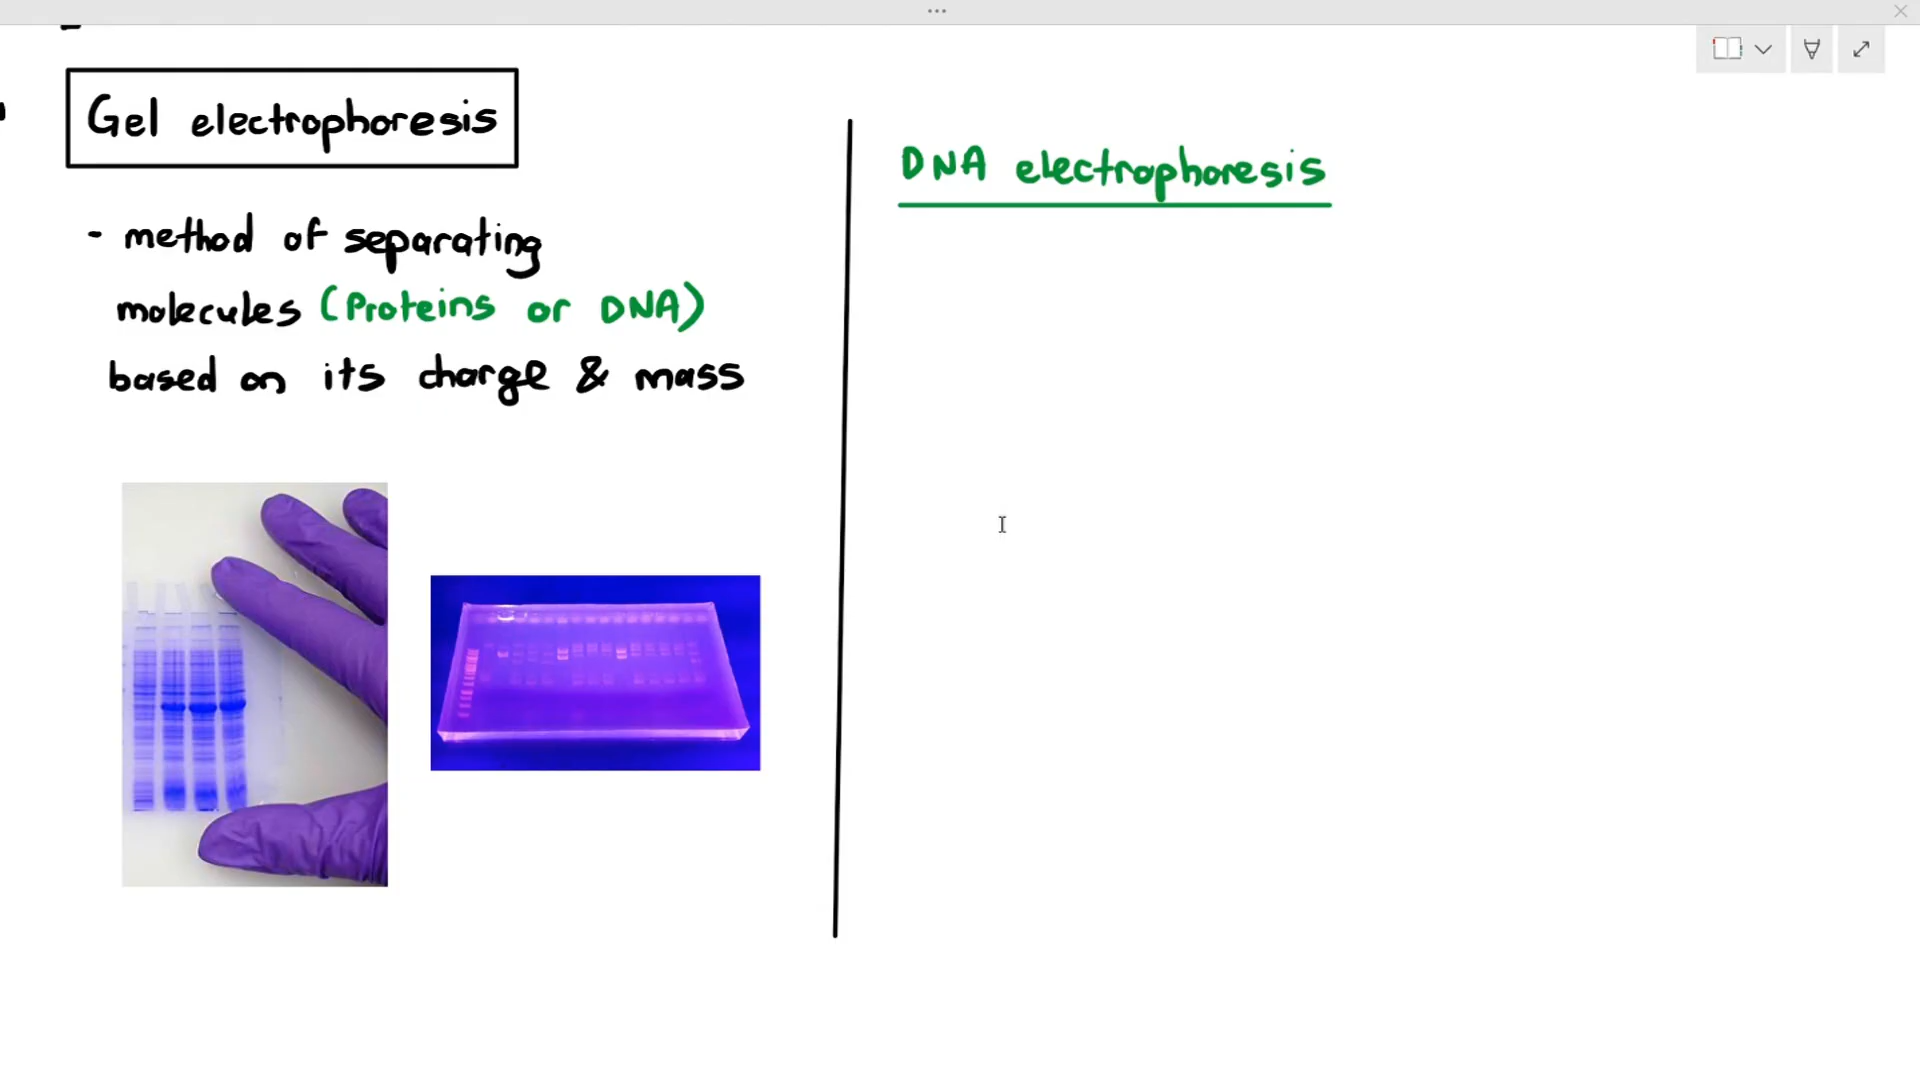 Gel electrophoresis
- method of separating
molecules (Proteins or DNA)
based on its charge & mass
DNA electrophoresis